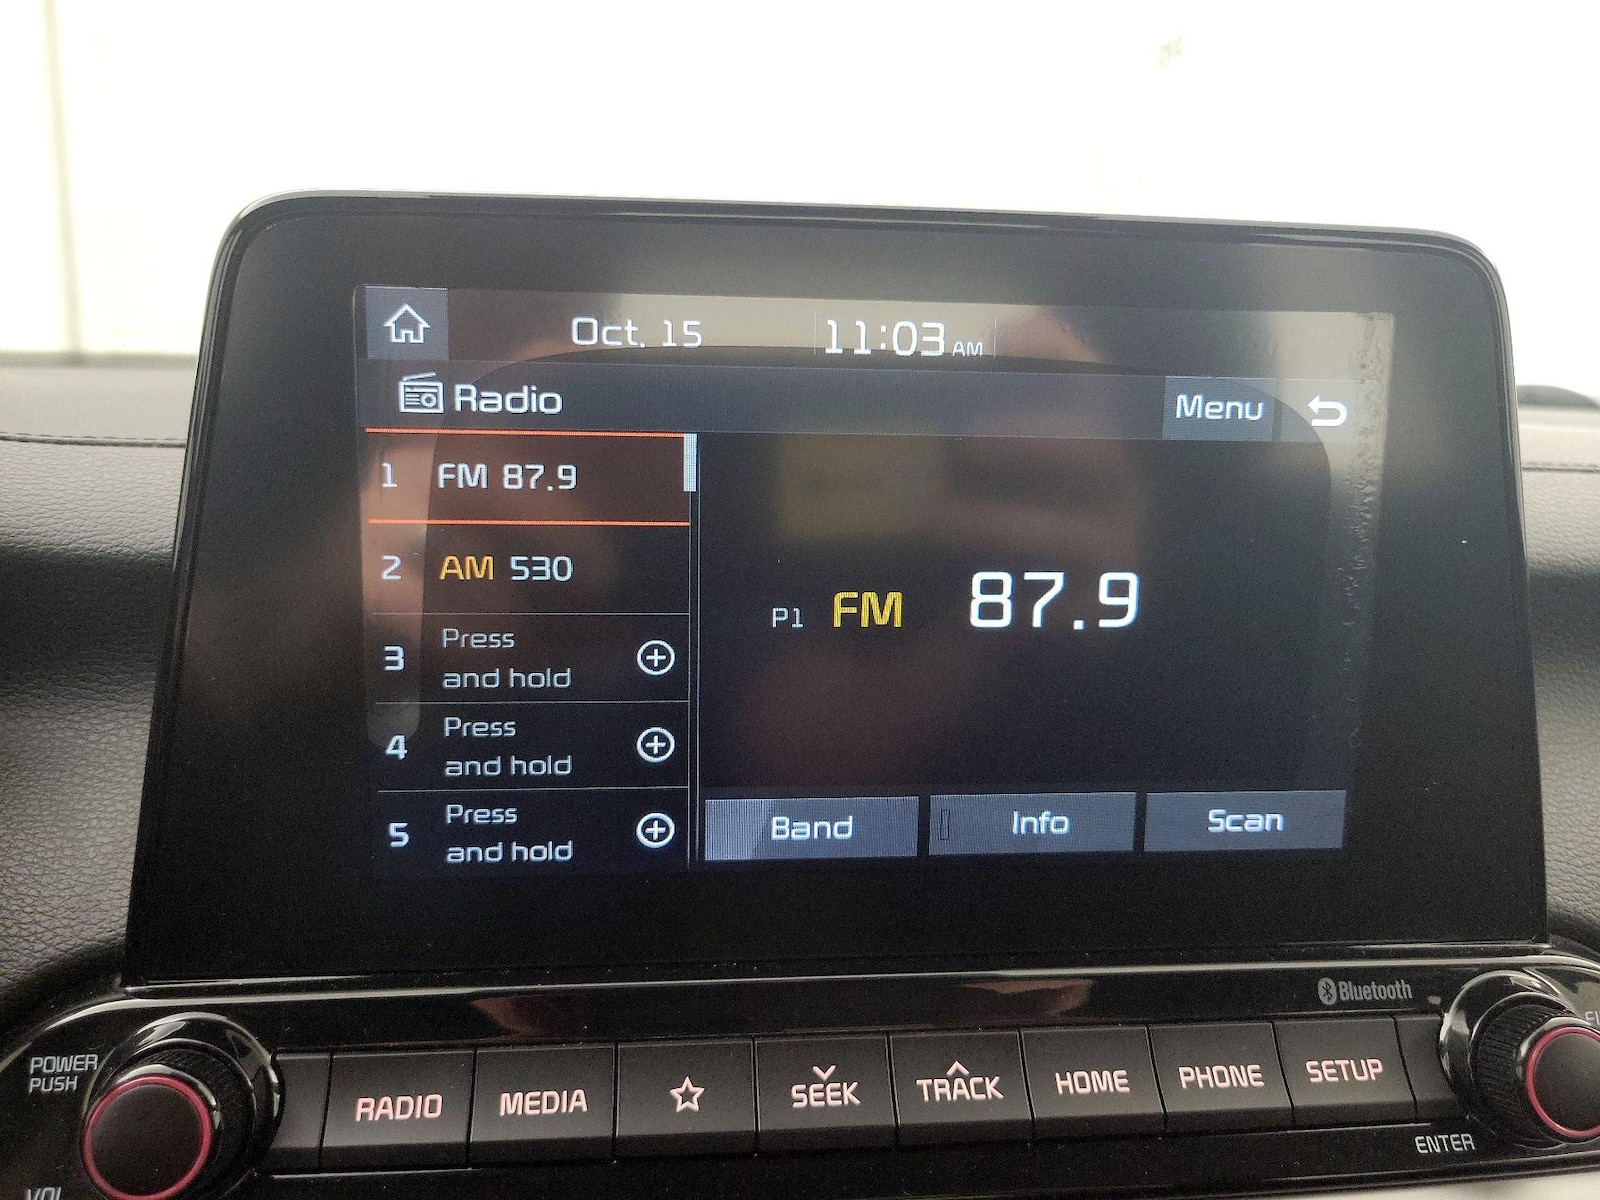 Oct. 15 11:03 AM
Radio Menu
1 FM 87.9
2 AM 530
3 Press
and hold
4 Press
and hold
5 Press
and hold
P1 FM 87.9
Band Info Scan
Bluetooth
POWER
PUSH
VOL
RADIO MEDIA SEEK TRACK HOME PHONE SETUP
ENTER